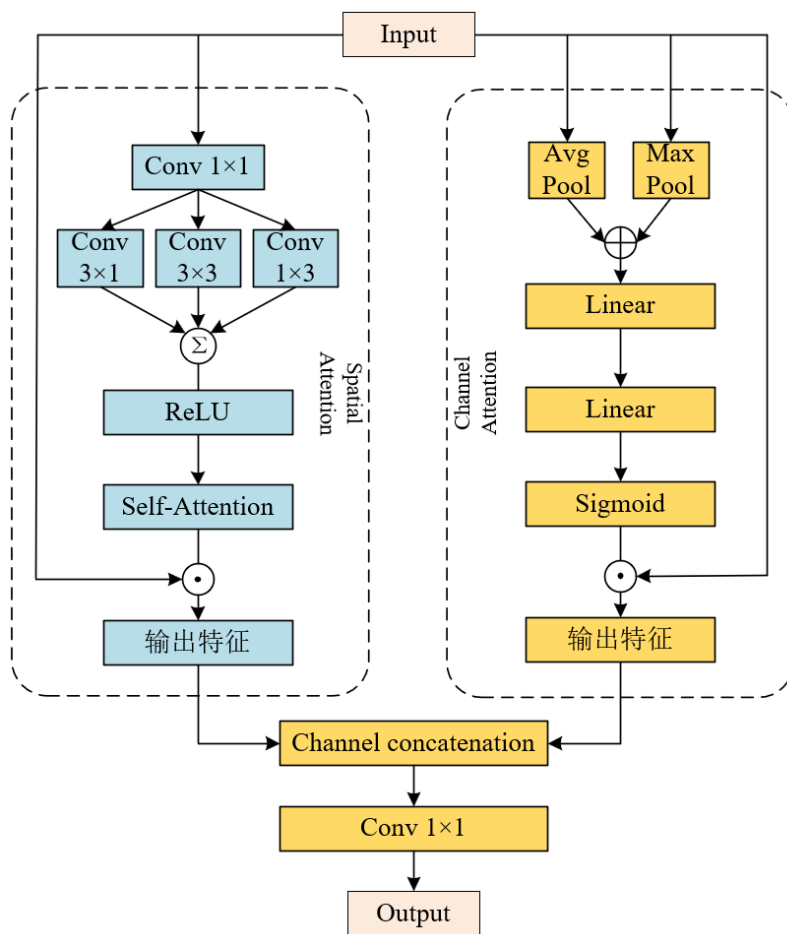 Input
Conv 1×1
Conv
3×1
Conv
3×3
Conv
1×3
Σ
ReLU
Self-Attention
输出特征
Spatial
Attention
Avg
Pool
Max
Pool
Linear
Linear
Sigmoid
输出特征
Channel
Attention
Channel concatenation
Conv 1×1
Output